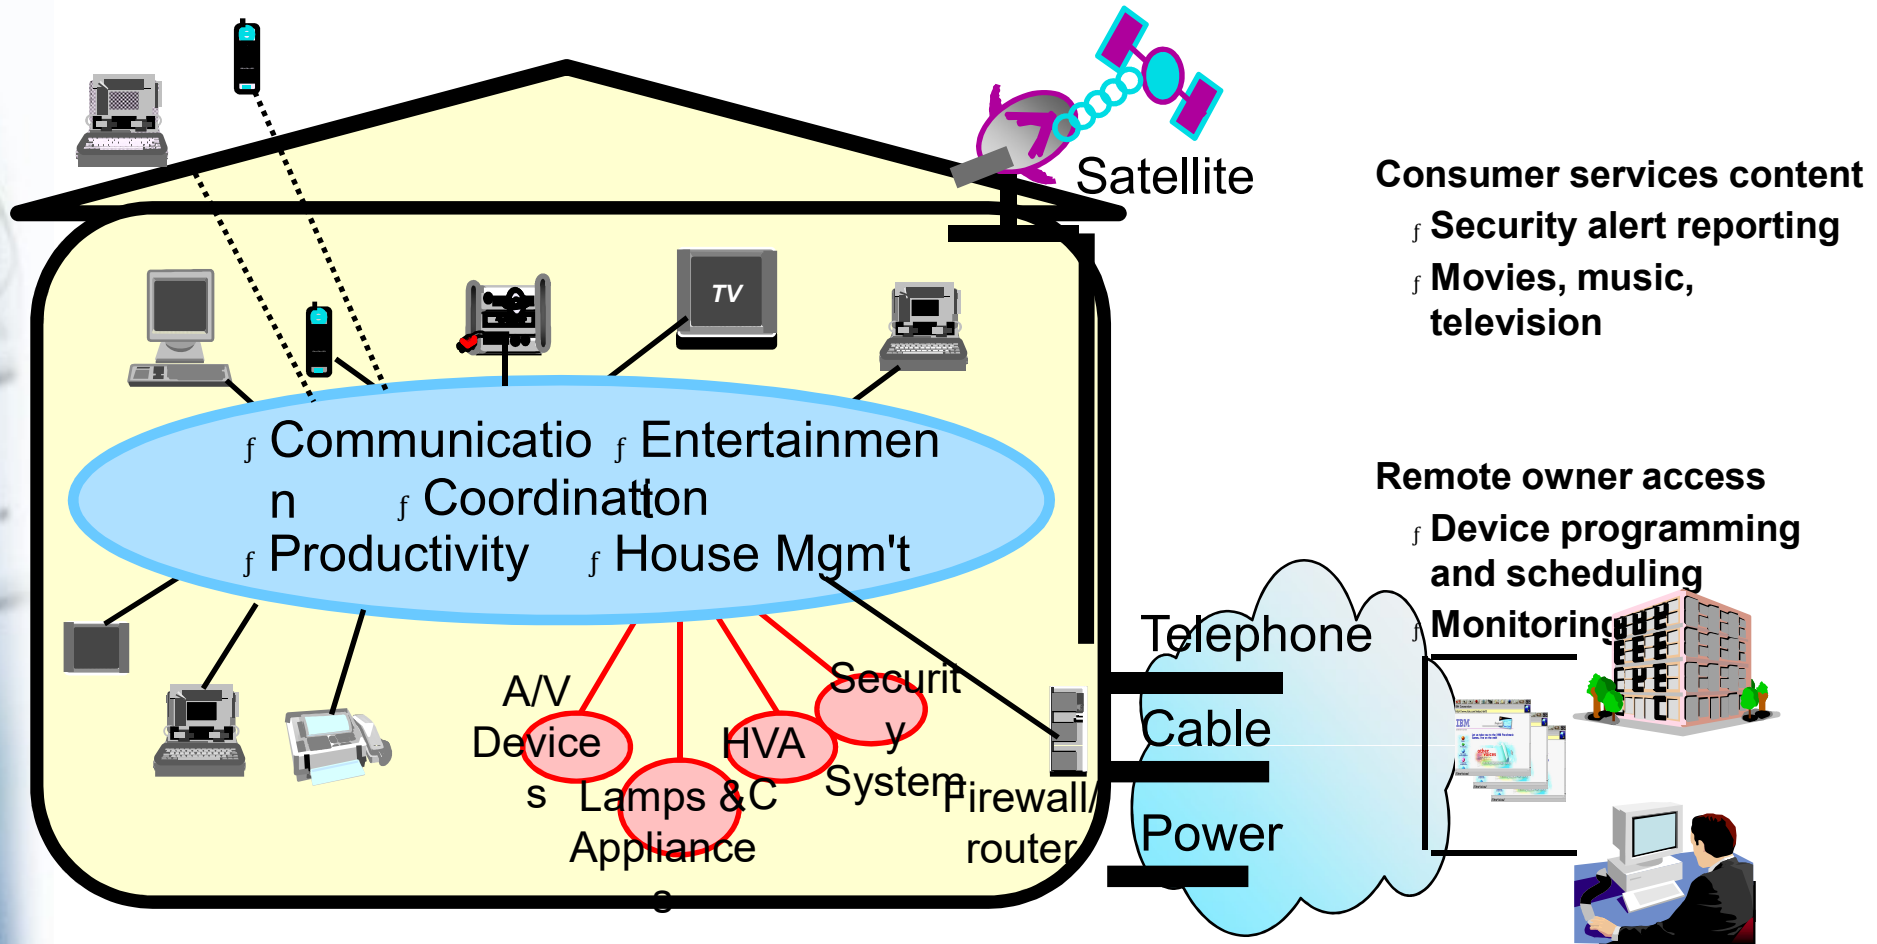 Satellite
Consumer services content
ƒ Security alert reporting
ƒ Movies, music,
television
TV
ƒ Communicatio
n
ƒ Entertainmen
t
ƒ Coordination
ƒ Productivity
ƒ House Mgm't
Remote owner access
ƒ Device programming
and scheduling
ƒ Monitoring
A/V
Device
s
Lamps &
Appliance
s
HVA
C
Securit
y
System
Firewall/
router
Telephone
Cable
Power
IBM